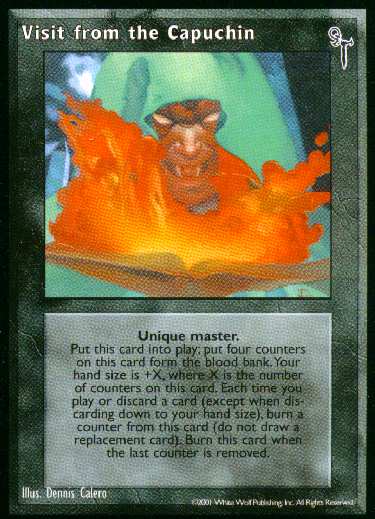 Visit from the Capuchin
Unique master.
Put this card into play; put four counters
on this card form the blood bank. Your
hand size is +X, where X is the number
of counters on this card. Each time you
play or discard a card (except when dis-
carding down to your hand size), burn a
counter from this card (do not draw a
replacement card). Burn this card when
the last counter is removed.
Illus. Dennis Calero
©2001 White Wolf Publishing, Inc. All Rights Reserved.